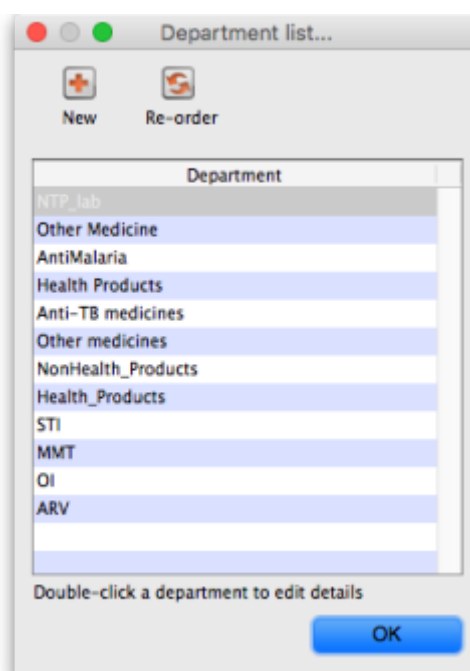 Department list...
New Re-order
Department
NTP_lab
Other Medicine
AntiMalaria
Health Products
Anti-TB medicines
Other medicines
NonHealth_Products
Health_Products
STI
MMT
OI
ARV
Double-click a department to edit details
OK